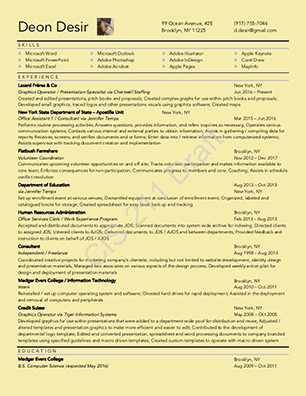 Deon Desir
99 Ocean Avenue, #2E
Brooklyn, NY 11225
(917) 755-7046
d.desir@gmail.com
SKILLS
Microsoft Word
Microsoft Outlook
Adobe Illustrator
Apple Keynote
Microsoft PowerPoint
Adobe Photoshop
Adobe InDesign
Corel Draw
Microsoft Excel
Adobe Acrobat
Apple Pages
MapInfo
EXPERIENCE
Lazard Frères & Co
New York, NY
Graphics Operator / Presentation Specialist via Chartwell Staffing
Jun 2016 – Present
Created and edited presentations, pitch books and proposals; Created complex graphs for use within pitch books and proposals;
Developed small graphics, traced logos and other presentations visually using graphics software; Created maps
New York State Department of State – Apostille Unit
New York, NY
Office Assistant 1 / Consultant via Jennifer Temps
Mar 2015 – Jun 2016
Performs routine processing activities, Answers questions, provides information, and refers inquiries as necessary; Operates various
communication systems; Contacts various internal and external parties to obtain information; Assists in gathering / compiling data for
reports, Receives, screens, and verifies documents and or forms; Enter data into / retrieve information from computerized systems;
Assists supervisor with tracking document creation and implementation
Flatbush Farmshare
Brooklyn, NY
Volunteer Coordinator
Nov 2012 – Dec 2017
Communicates upcoming volunteer opportunities on and off site; Tracks volunteer participation and makes information available to
core team; Enforces consequences for non-participation; Communicates progress to members and core; Coaching; Assists in schedule
conflict resolution
Department of Education
Brooklyn, NY
via Jennifer Temps
Aug 2013 – Oct 2013
Setup enrollment event at various venues; Dismantled equipment at conclusion of enrollment event; Organized, labeled and
catalogued books for storage; Created spreadsheet for easy book lookup and tracking
Human Resources Administration
Brooklyn, NY
Office Services Clerk / Work Experience Program
Feb 2013 – Aug 2013
Accepted and distributed documents to appropriate JOS; Scanned documents into system wide archive for indexing; Directed clients
to assigned JOS; Ushered clients to JOS; Delivered documents to JOS / AJOS and between departments; Provided feedback and
instruction to clients on behalf of JOS / AJOS
Consultant
Brooklyn, NY
Independent / Freelance
Aug 1998 – Aug 2013
Coordinated creative projects for many company's clientele, including but not limited to website development, identity design
and presentation materials. Managed two associates on various aspects of the design process; Developed weekly action plan for
design and deployment of presentation materials
Medgar Evers College / Information Technology
Brooklyn, NY
Intern
Aug 2010 – Oct 2011
Reinstalled / set up computer operating system and software; Ghosted hard drives for rapid deployment; Assisted in the deployment
and removal of computers and peripherals
Credit Suisse
New York, NY
Graphics Operator via Tiger Information Systems
May 2008 – Oct 2008
Developed graphics for use within presentations that were added to a department-wide pool for distribution and reuse; Adjusted /
altered templates and presentation graphics to make more efficient and easier to edit; Contributed to the development of
departmental logo template; Edited and converted presentation, spreadsheet and word processing documents to company branded
templates using specified guidelines and macro driven templates; Created custom templates to operate with macro driven system
EDUCATION
Medgar Evers College
Brooklyn, NY
B.S. Computer Science (expected May 2016)
Aug 2009 – Oct 2011